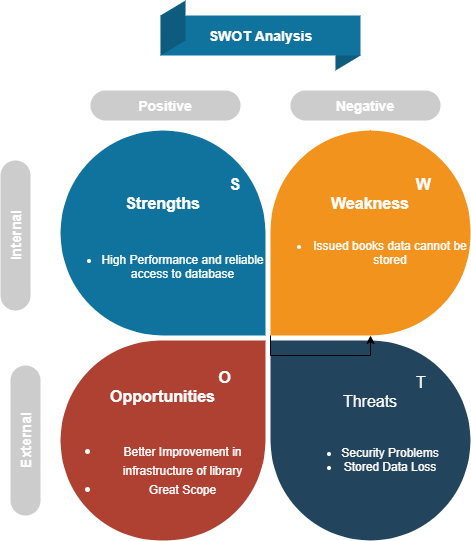 SWOT Analysis
Positive
Negative
Internal
S
Strengths
• High Performance and reliable
access to database
W
Weakness
• Issued books data cannot be
stored
External
O
Opportunities
• Better Improvement in
infrastructure of library
• Great Scope
T
Threats
• Security Problems
• Stored Data Loss